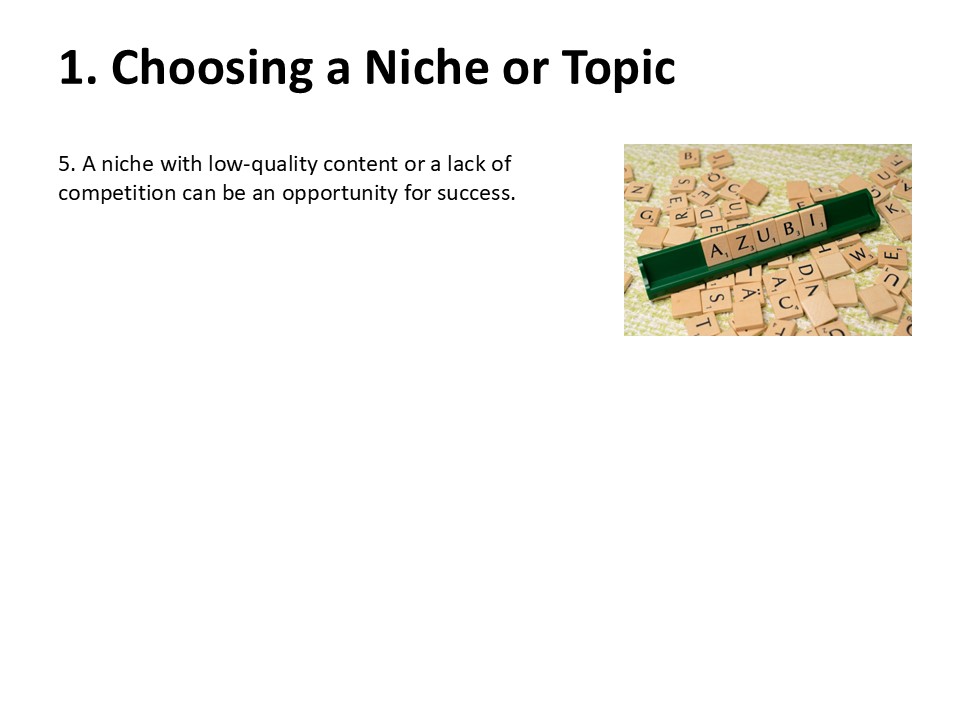 1. Choosing a Niche or Topic
5. A niche with low-quality content or a lack of
competition can be an opportunity for success.
AZUBI